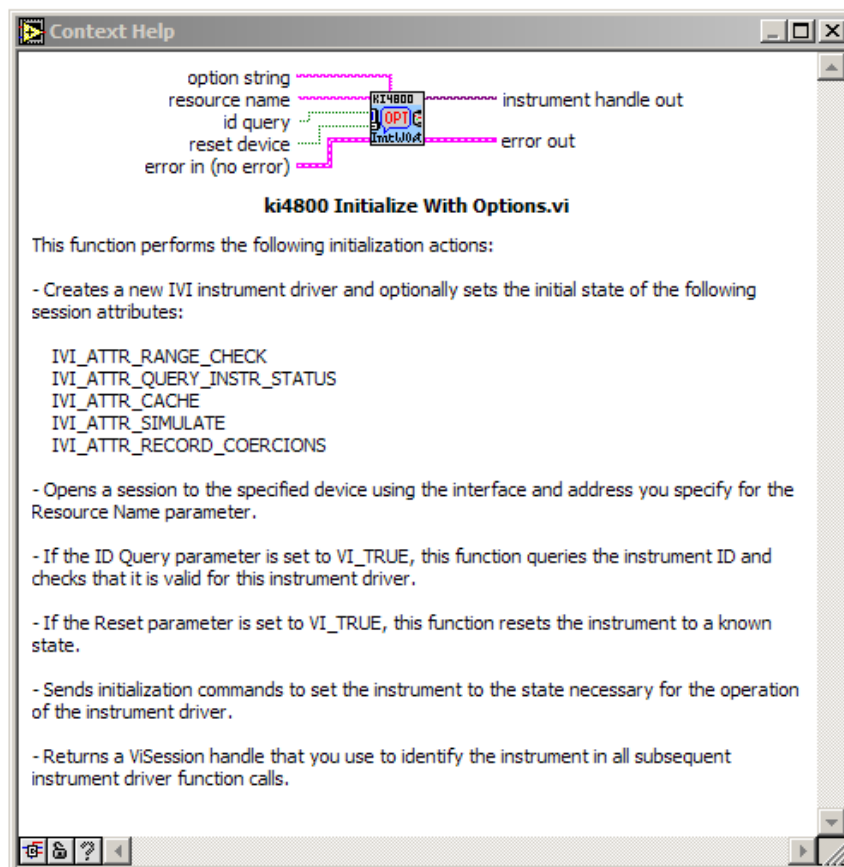 Context Help
option string
resource name
id query
reset device
error in (no error)
KI4800
OPT
instrument handle out
error out
ki4800 Initialize With Options.vi
This function performs the following initialization actions:
- Creates a new IVI instrument driver and optionally sets the initial state of the following
session attributes:
IVI_ATTR_RANGE_CHECK
IVI_ATTR_QUERY_INSTR_STATUS
IVI_ATTR_CACHE
IVI_ATTR_SIMULATE
IVI_ATTR_RECORD_COERCIONS
- Opens a session to the specified device using the interface and address you specify for the
Resource Name parameter.
- If the ID Query parameter is set to VI_TRUE, this function queries the instrument ID and
checks that it is valid for this instrument driver.
- If the Reset parameter is set to VI_TRUE, this function resets the instrument to a known
state.
- Sends initialization commands to set the instrument to the state necessary for the operation
of the instrument driver.
- Returns a ViSession handle that you use to identify the instrument in all subsequent
instrument driver function calls.
?